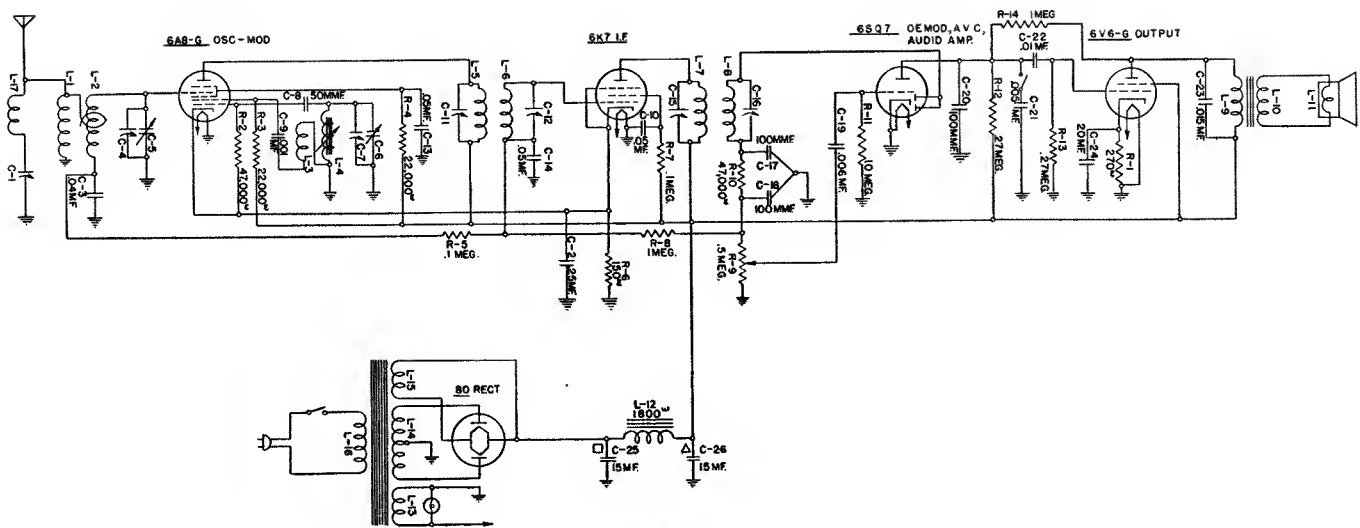 6A8-G OSC-MOD
6K7 I.F.
6SQ7 DEMOD, A V C,
AUDIO AMP.
R-14 1 MEG
6V6-G OUTPUT
L-17
C-1
L-1
L-2
C-4
C-5
C-3
.04MF.
R-2
47,000ω
R-3
22,000ω
C-8 50MMF
C-9
.001
MF.
L-3
L-4
C-7
C-6
R-4
22,000ω
.05MF.
C-13
L-5
C-11
L-6
C-12
C-14
.05MF.
R-5
.1 MEG.
C-2
.25MF.
R-6
150ω
C-10
.05
MF.
R-7
.1MEG.
R-8
1MEG.
L-7
C-15
L-8
C-16
100MMF.
C-17
R-10
47,000ω
C-18
100MMF.
R-9
.5MEG.
C-19
.006MF.
R-11
10 MEG.
C-20
100MMF.
R-12
.27MEG.
C-22
.01MF.
.005
MF.
C-21
R-13
.27MEG.
20MF.
C-24
R-1
270ω
C-23
.015MF.
L-9
L-10
L-11
80 RECT
L-15
L-14
L-13
L-16
L-12
1800ω
C-25
15MF.
C-26
15MF.